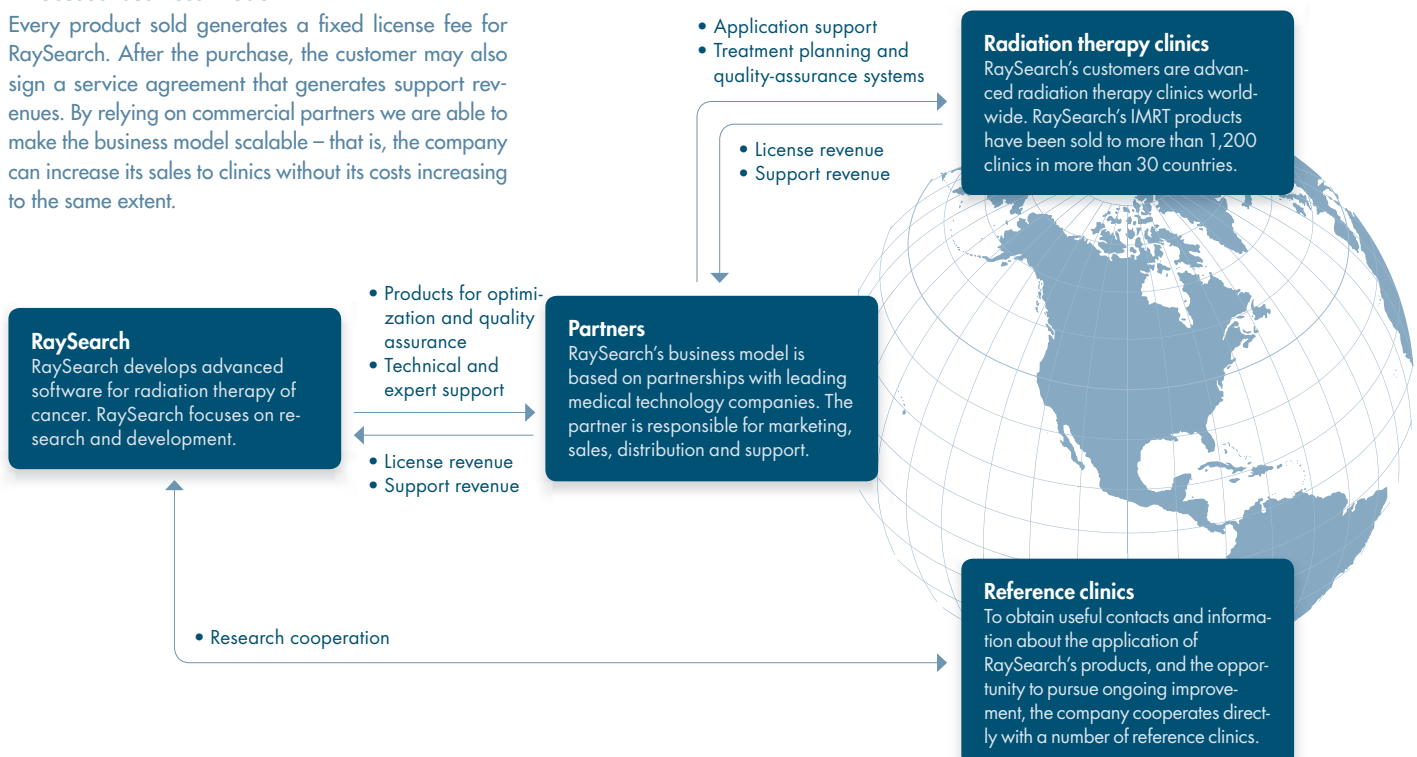 Every product sold generates a fixed license fee for
RaySearch. After the purchase, the customer may also
sign a service agreement that generates support rev-
enues. By relying on commercial partners we are able to
make the business model scalable – that is, the company
can increase its sales to clinics without its costs increasing
to the same extent.
• Application support
• Treatment planning and
quality-assurance systems
• License revenue
• Support revenue
Radiation therapy clinics
RaySearch's customers are advan-
ced radiation therapy clinics world-
wide. RaySearch's IMRT products
have been sold to more than 1,200
clinics in more than 30 countries.
RaySearch
RaySearch develops advanced
software for radiation therapy of
cancer. RaySearch focuses on re-
search and development.
• Products for optimi-
zation and quality
assurance
• Technical and
expert support
• License revenue
• Support revenue
Partners
RaySearch's business model is
based on partnerships with leading
medical technology companies. The
partner is responsible for marketing,
sales, distribution and support.
• Research cooperation
Reference clinics
To obtain useful contacts and informa-
tion about the application of
RaySearch's products, and the oppor-
tunity to pursue ongoing improve-
ment, the company cooperates direct-
ly with a number of reference clinics.